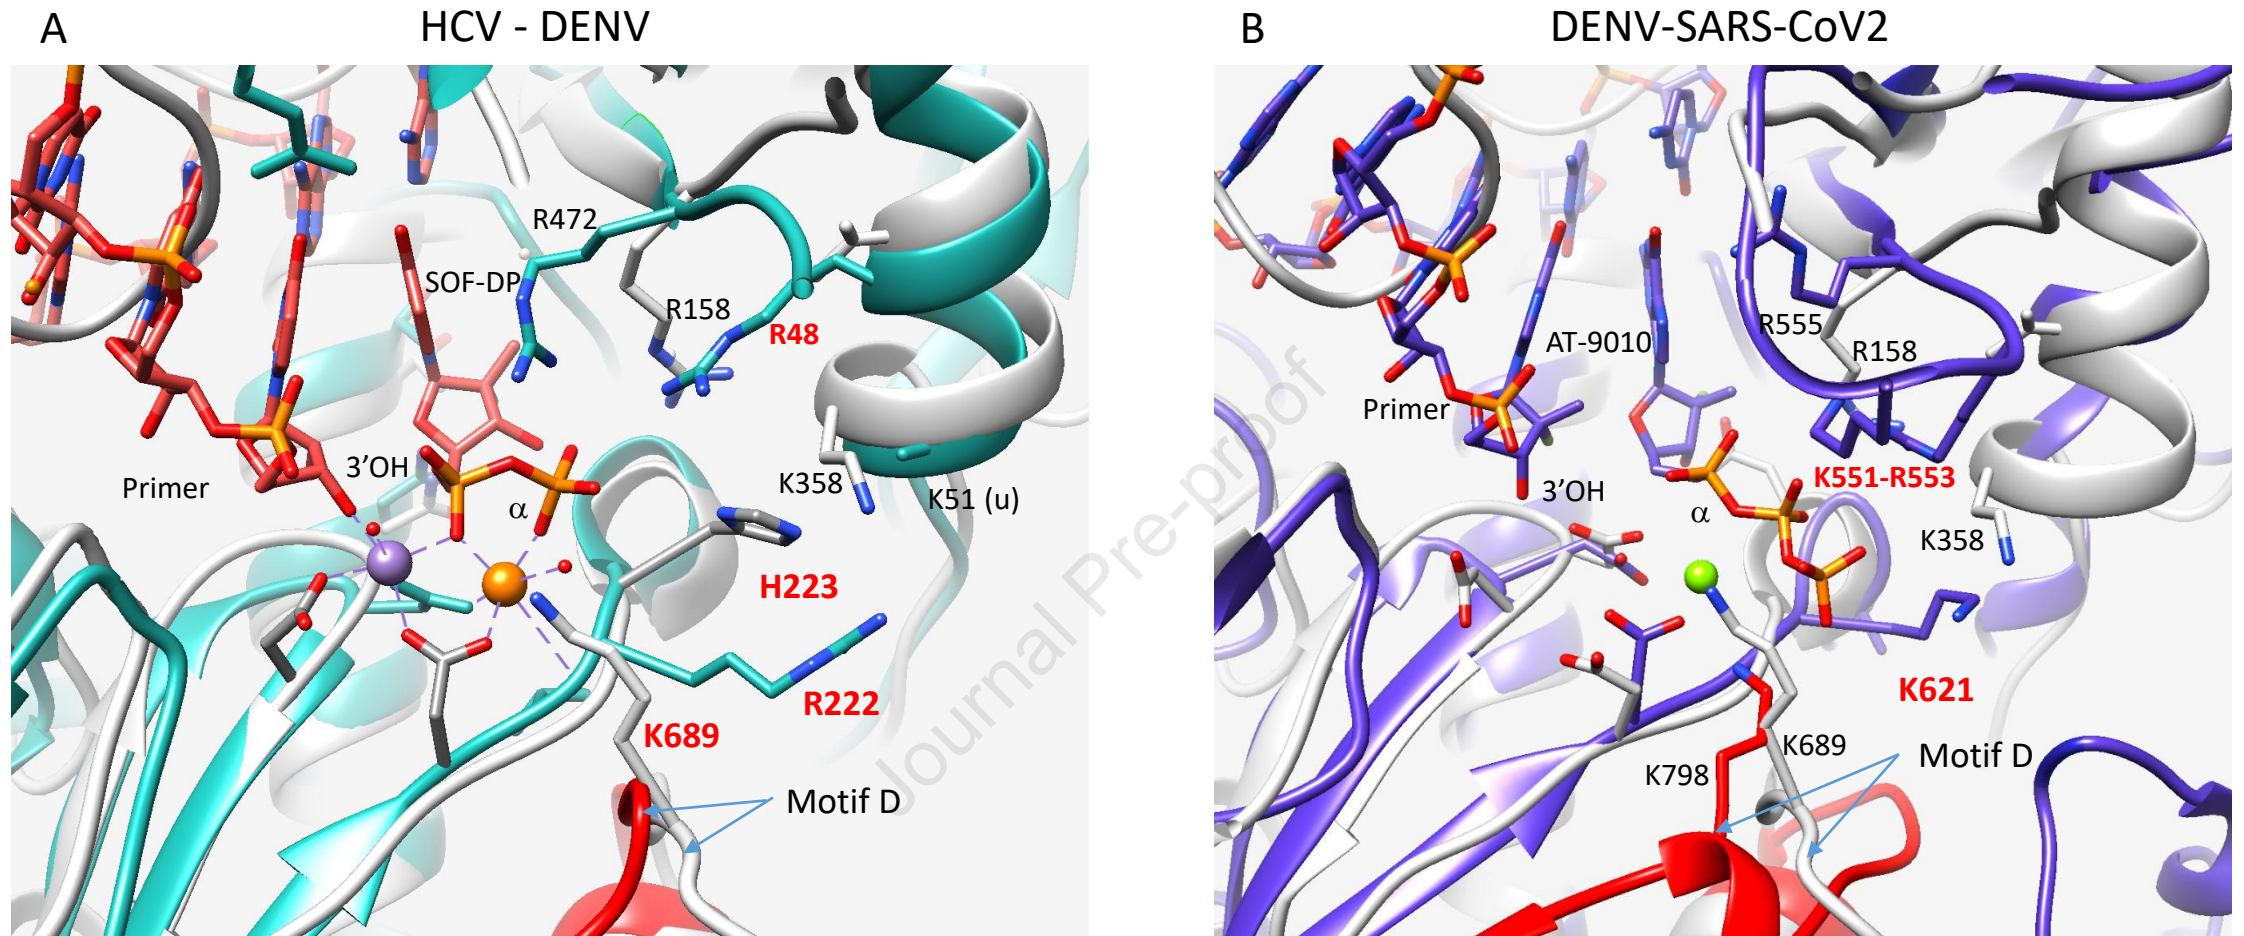 A
HCV - DENV
R472
SOF-DP
R158
R48
3’OH
Primer
α
K358
K51 (u)
H223
R222
K689
Motif D
B
DENV-SARS-CoV2
R555
AT-9010
R158
Primer
K551-R553
3’OH
α
K358
K621
K689
K798
Motif D
Journal Pre-proof